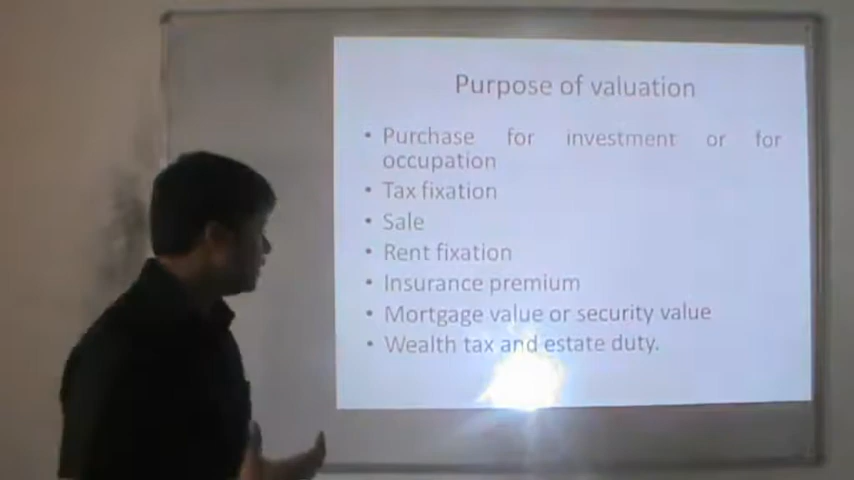 Purpose of valuation
• Purchase for investment or for
occupation
• Tax fixation
• Sale
• Rent fixation
• Insurance premium
• Mortgage value or security value
• Wealth tax and estate duty.